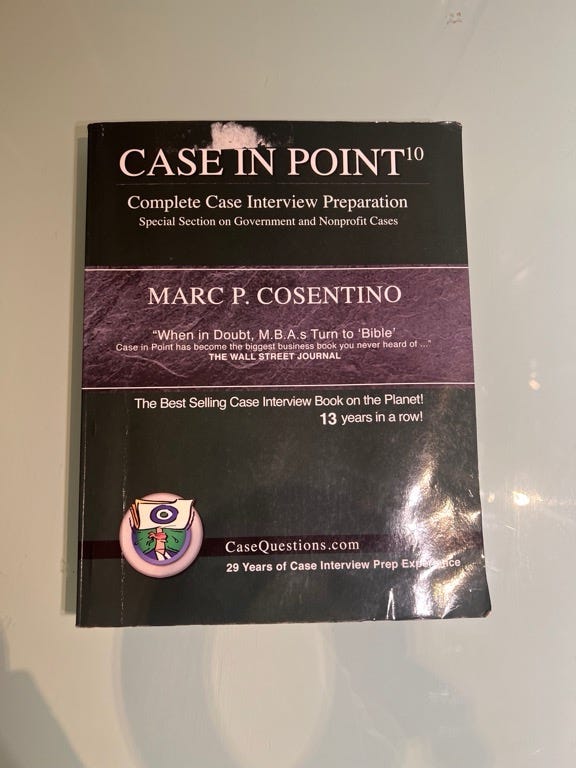 CASE IN POINT10
Complete Case Interview Preparation
Special Section on Government and Nonprofit Cases
MARC P. COSENTINO
“When in Doubt, M.B.A.s Turn to ‘Bible’
Case in Point has become the biggest business book you never heard of ...”
THE WALL STREET JOURNAL
The Best Selling Case Interview Book on the Planet!
13 years in a row!
CaseQuestions.com
29 Years of Case Interview Prep Experience